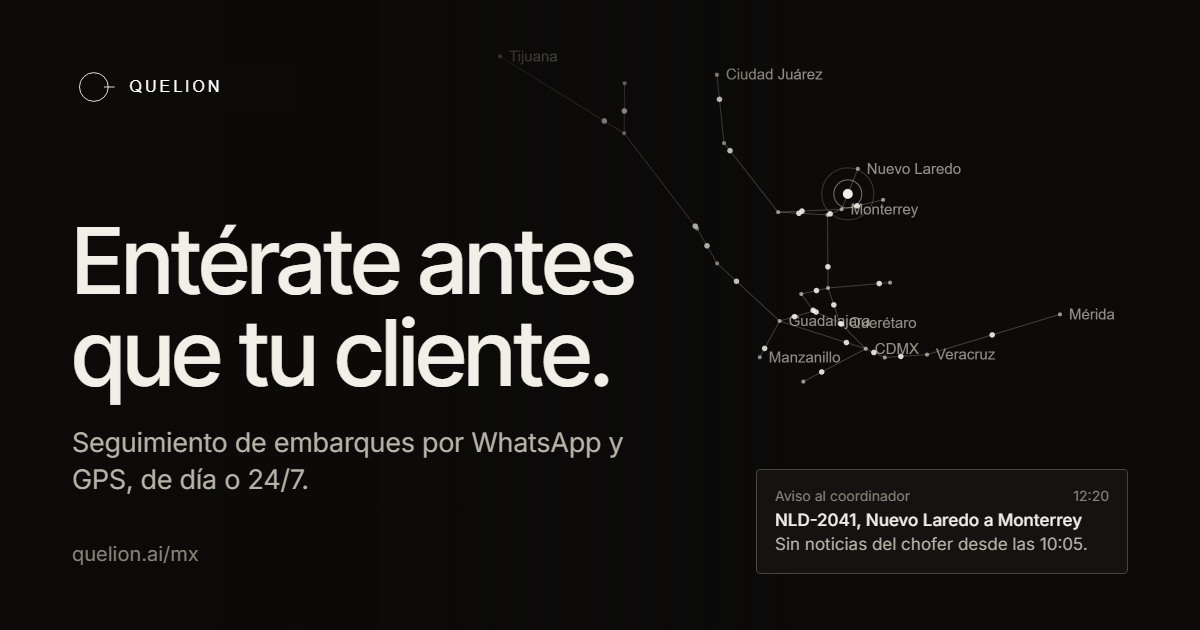 QUELION
Tijuana
Ciudad Juárez
Nuevo Laredo
Monterrey
Entérate antes
que tu cliente.
Guadalajara
Querétaro
Mérida
Manzanillo
CDMX
Veracruz
Seguimiento de embarques por WhatsApp y
GPS, de día o 24/7.
Aviso al coordinador 12:20
NLD-2041, Nuevo Laredo a Monterrey
Sin noticias del chofer desde las 10:05.
quelion.ai/mx